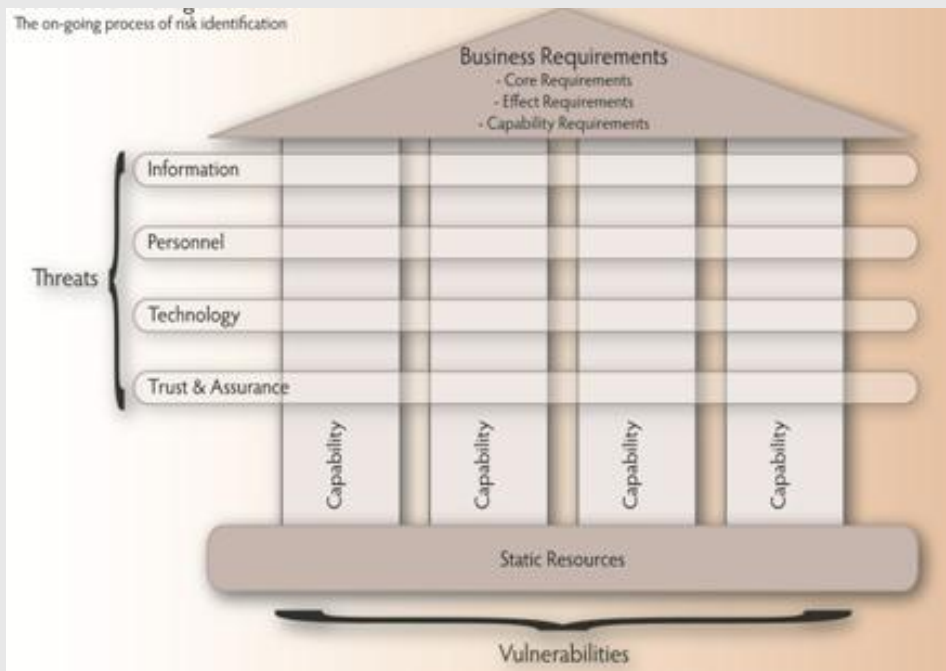 The on-going process of risk identification
Business Requirements
- Core Requirements
- Effect Requirements
- Capability Requirements
Information
Personnel
Threats
Technology
Trust & Assurance
Capability
Capability
Capability
Capability
Static Resources
Vulnerabilities